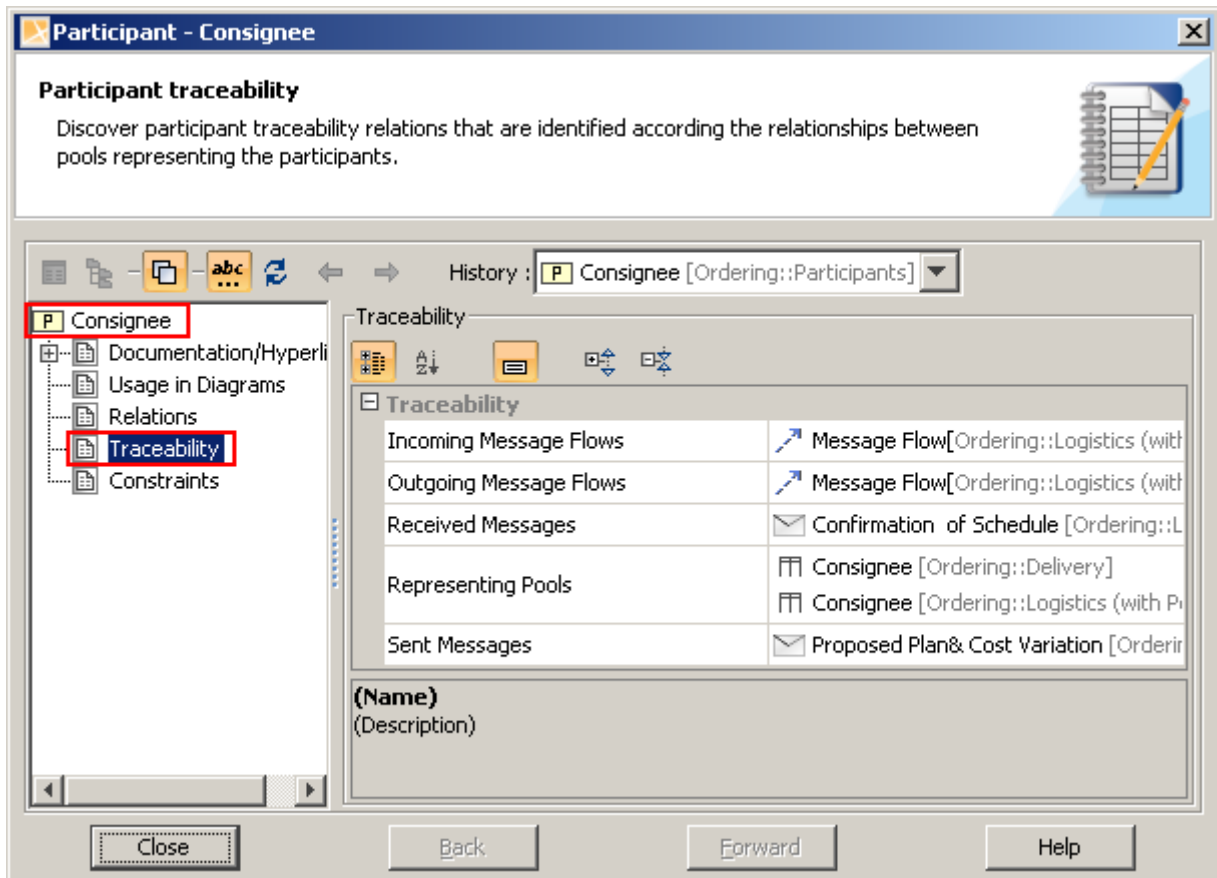 Participant - Consignee
Participant traceability
Discover participant traceability relations that are identified according the relationships between
pools representing the participants.
abc
History : P Consignee [Ordering::Participants]
P Consignee
Documentation/Hyperli
Usage in Diagrams
Relations
Traceability
Constraints
Traceability
Traceability
Incoming Message Flows Message Flow[Ordering::Logistics (with
Outgoing Message Flows Message Flow[Ordering::Logistics (with
Received Messages Confirmation of Schedule [Ordering::L
Representing Pools Consignee [Ordering::Delivery]
Consignee [Ordering::Logistics (with P
Sent Messages Proposed Plan& Cost Variation [Orderin
(Name)
(Description)
Close Back Forward Help